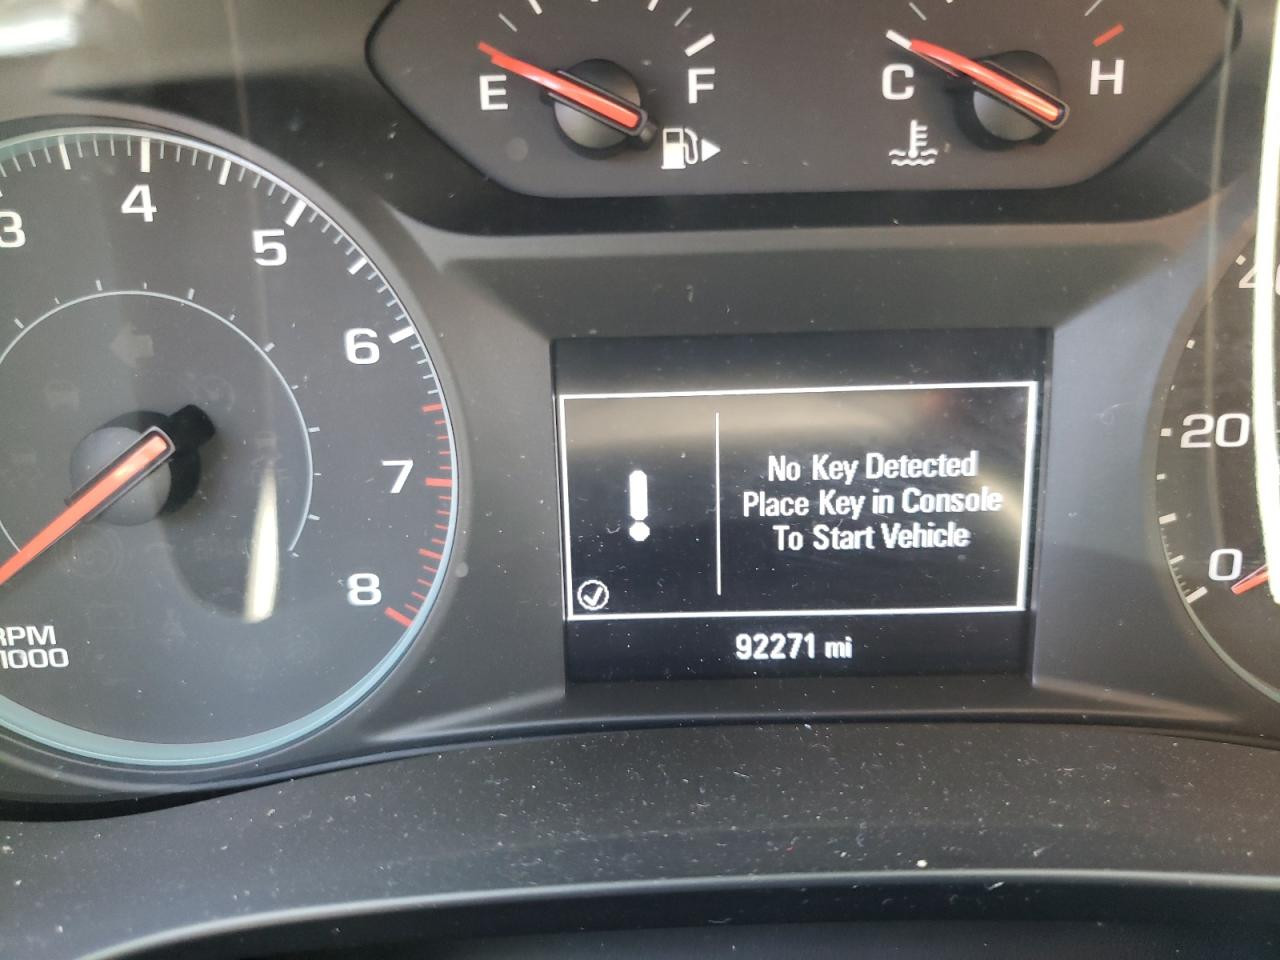 E F
C H
3 4 5 6 7 8
RPM
1000
No Key Detected
Place Key in Console
To Start Vehicle
92271 mi
20
0